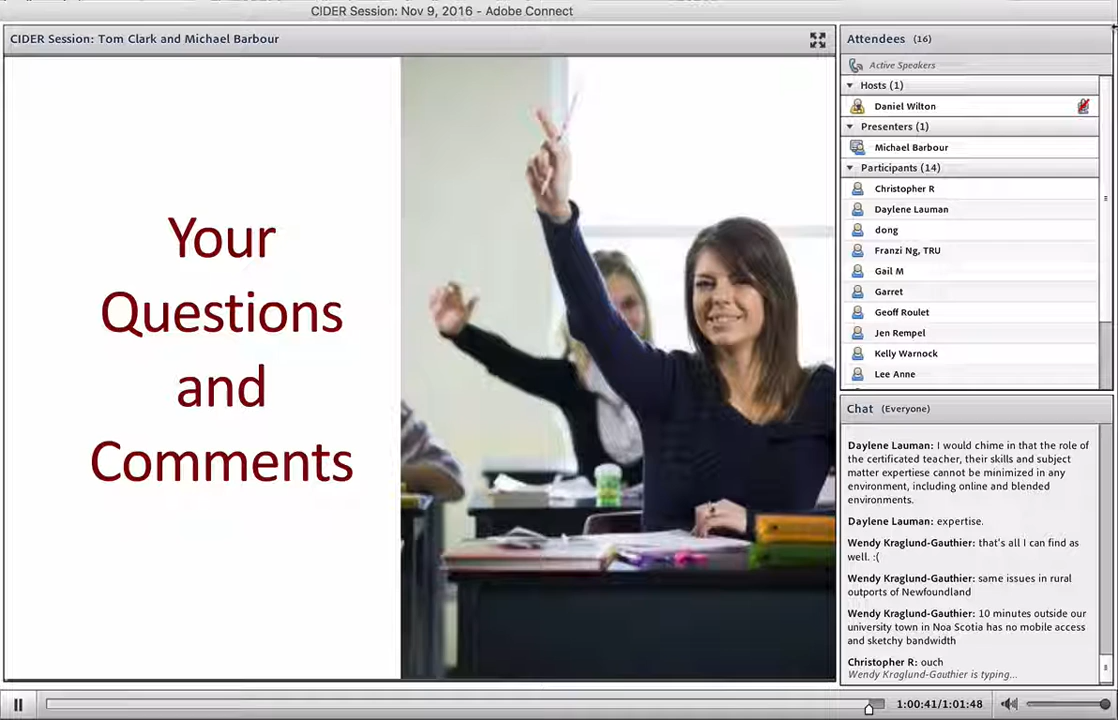 CIDER Session: Nov 9, 2016 - Adobe Connect
CIDER Session: Tom Clark and Michael Barbour
Your
Questions
and
Comments
Attendees (16)
Active Speakers
Hosts (1)
Daniel Wilton
Presenters (1)
Michael Barbour
Participants (14)
Christopher R
Daylene Lauman
dong
Franzi Ng, TRU
Gail M
Garret
Geoff Roulet
Jen Rempel
Kelly Warnock
Lee Anne
Chat (Everyone)
Daylene Lauman: I would chime in that the role of
the certificated teacher, their skills and subject
matter expertiese cannot be minimized in any
environment, including online and blended
environments.
Daylene Lauman: expertise.
Wendy Kraglund-Gauthier: that's all I can find as
well. :(
Wendy Kraglund-Gauthier: same issues in rural
outports of Newfoundland
Wendy Kraglund-Gauthier: 10 minutes outside our
university town in Noa Scotia has no mobile access
and sketchy bandwidth
Christopher R: ouch
Wendy Kraglund-Gauthier is typing...
1:00:41/1:01:48